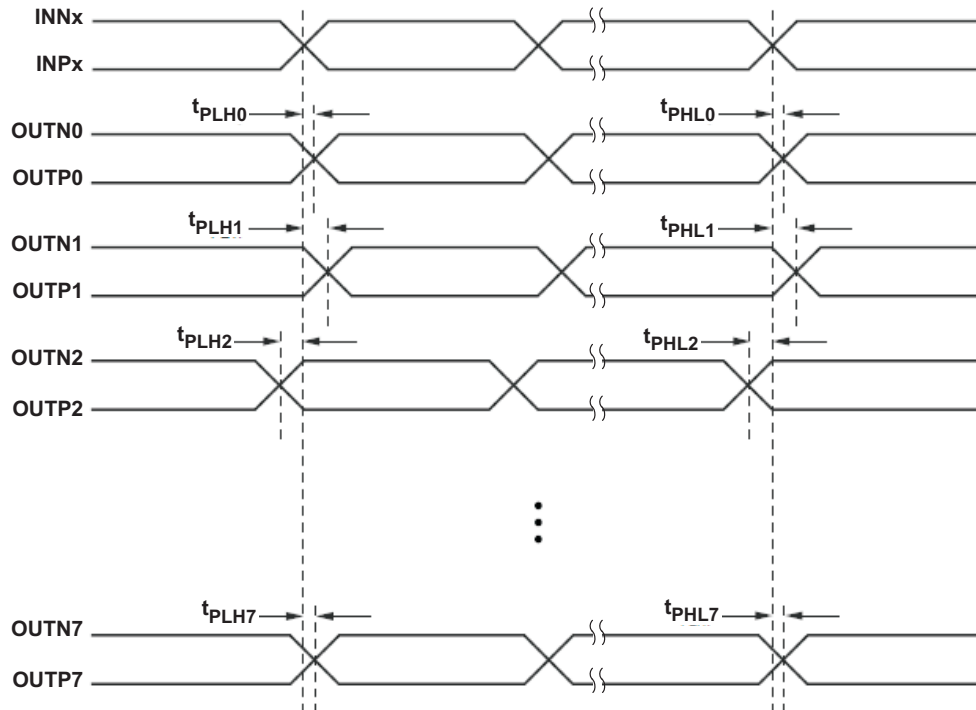 INNx
INPx
tPLH0 tPHL0
OUTN0
OUTP0
tPLH1 tPHL1
OUTN1
OUTP1
tPLH2 tPHL2
OUTN2
OUTP2
tPLH7 tPHL7
OUTN7
OUTP7